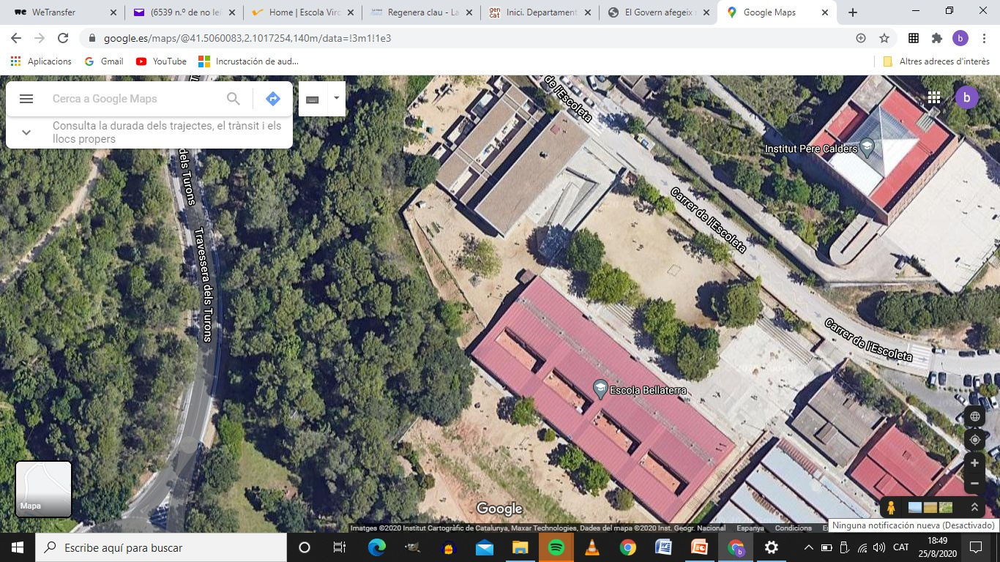 WeTransfer
(6539 n.º de no leí
Home | Escola Virc
Regenera clau - La
gen cat
Inici. Departament
El Govern afegeix
Google Maps
google.es/maps/@41.5060083,2.1017254,140m/data=!3m1!1e3
b
Aplicacions
Gmail
YouTube
Incrustación de aud...
Altres adreces d'interès
Cerca a Google Maps
Consulta la durada dels trajectes, el trànsit i els
llocs propers
b
de l'Escoleta
Institut Pere Calders
dels Turons
Carrer de l'Escoleta
Travessera dels Turons
Carrer de l'Escoleta
Escola Bellaterra
Mapa
Google
Imatges ©2020 Institut Cartogràfic de Catalunya, Maxar Technologies, Dades del mapa ©2020 Inst. Geogr. Nacional
Espanya
Condicions
Ninguna notificación nueva (Desactivado)
Escribe aquí para buscar
CAT
18:49
25/8/2020